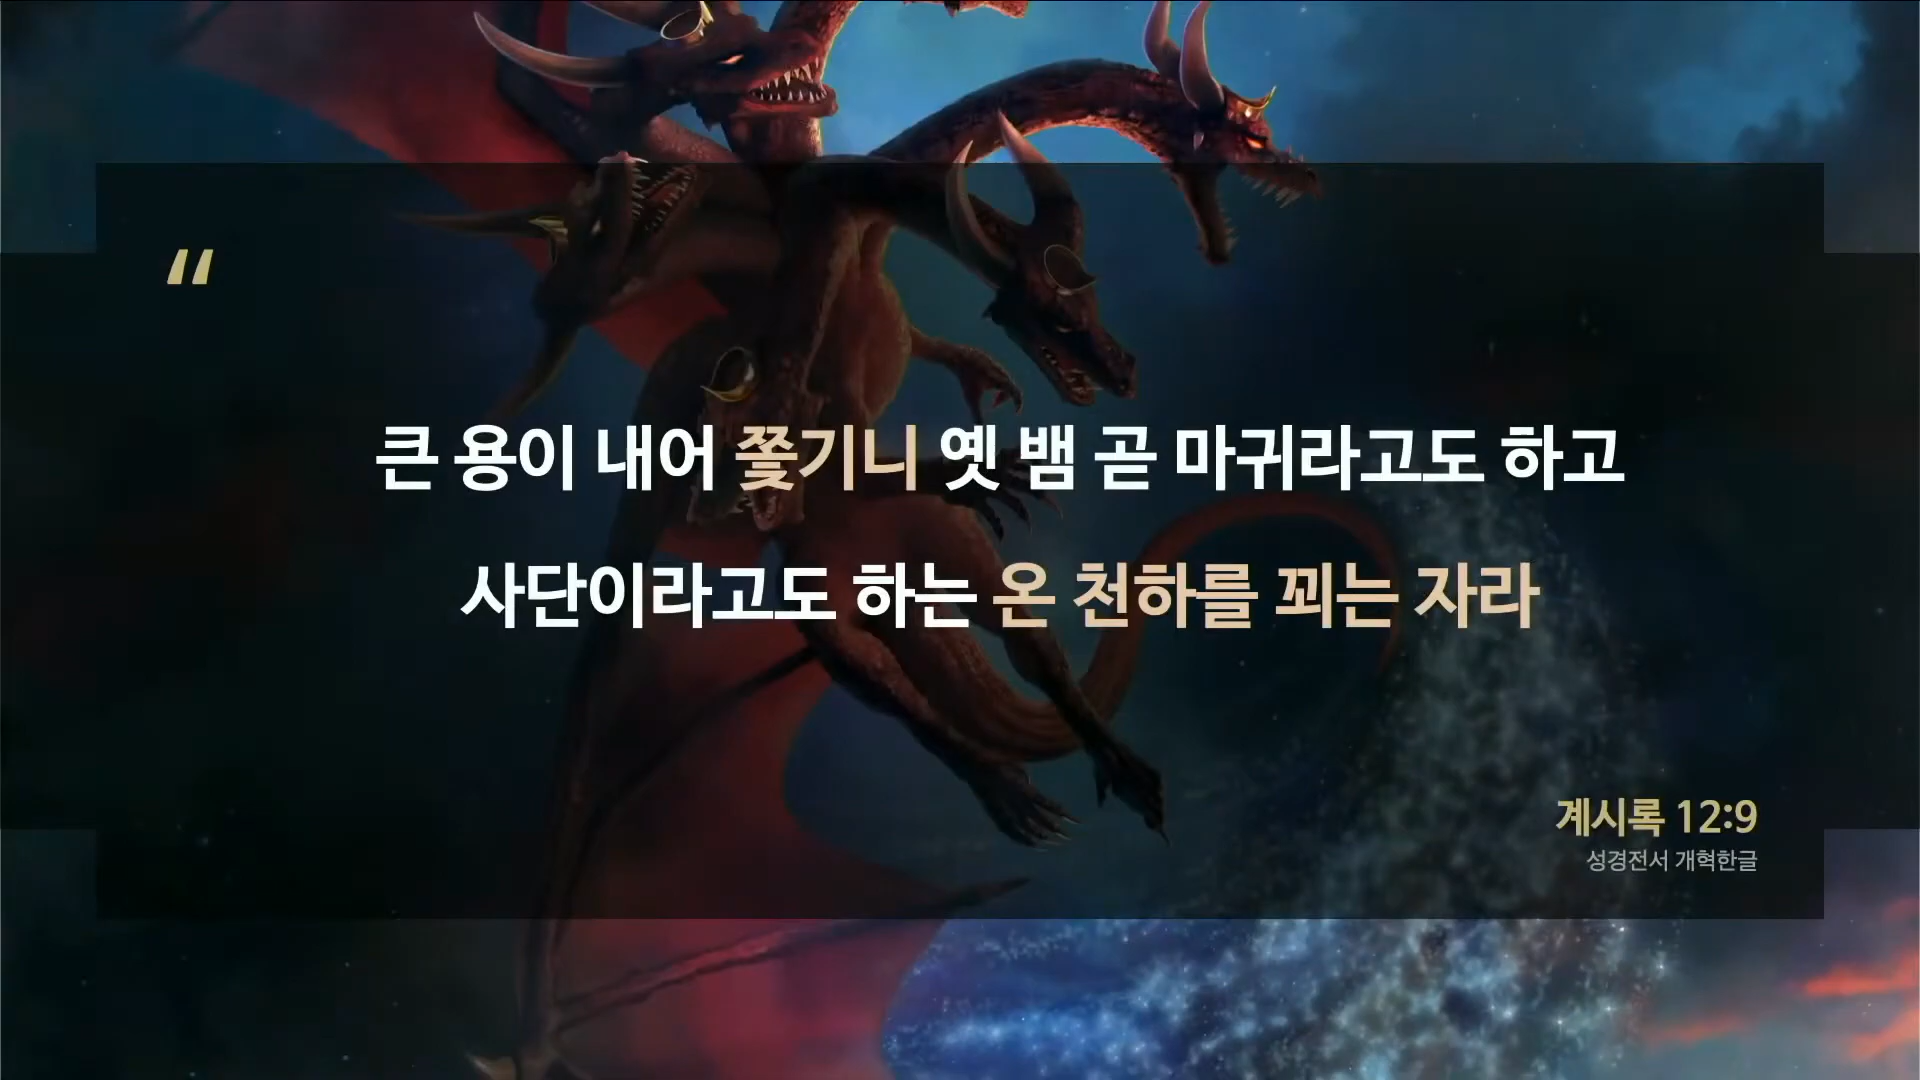 “
큰 용이 내어 쫓기니 옛 뱀 곧 마귀라고도 하고
사단이라고도 하는 온 천하를 꾀는 자라
계시록 12:9
성경전서 개혁한글